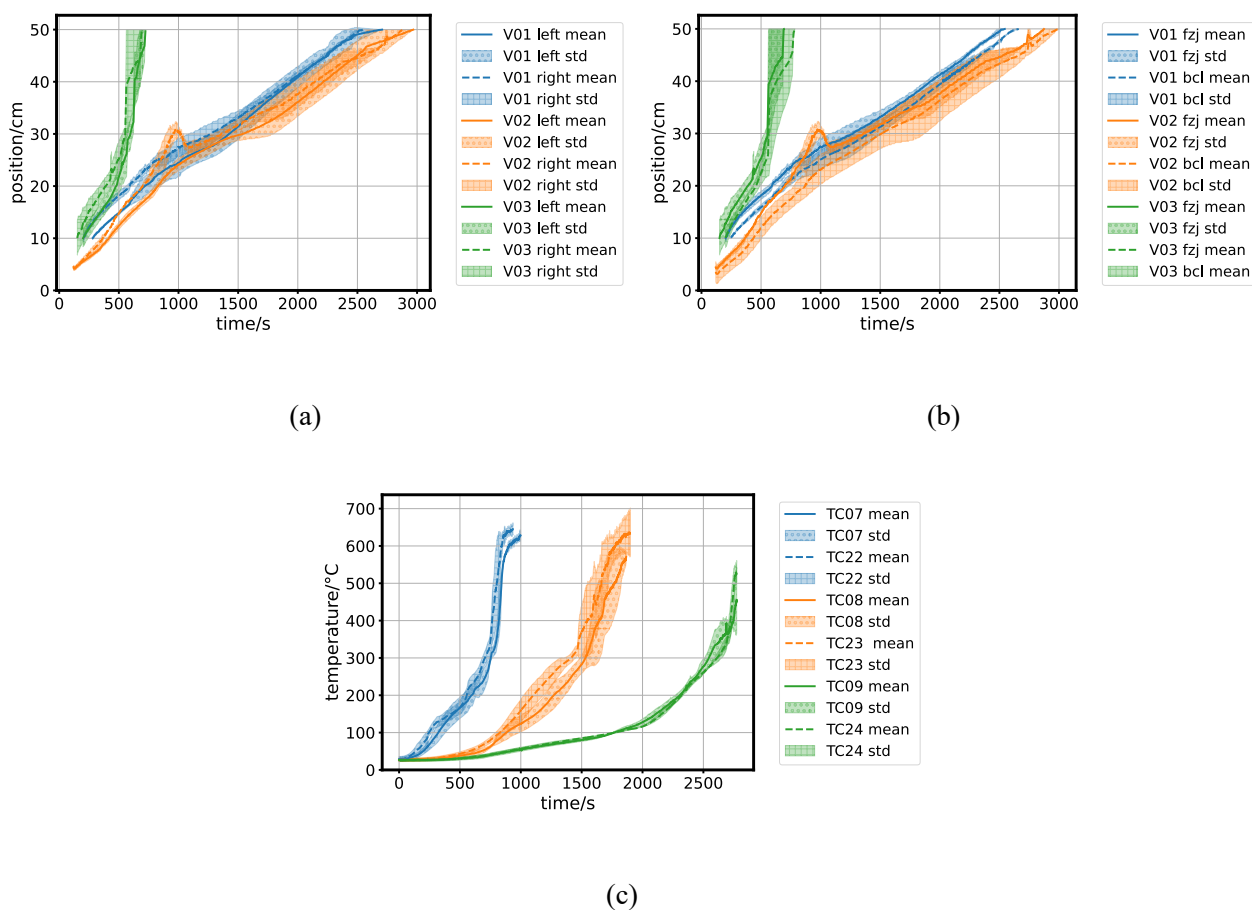 50
40
30
20
10
0
position/cm
0 500 1000 1500 2000 2500 3000
time/s
V01 left mean
V01 left std
V01 right mean
V01 right std
V02 left mean
V02 left std
V02 right mean
V02 right std
V03 left mean
V03 left std
V03 right mean
V03 right std
(a)
50
40
30
20
10
0
position/cm
0 500 1000 1500 2000 2500 3000
time/s
V01 fzj mean
V01 fzj std
V01 bcl mean
V01 bcl std
V02 fzj mean
V02 fzj std
V02 bcl mean
V02 bcl std
V03 fzj mean
V03 fzj std
V03 fzj mean
V03 bcl mean
(b)
700
600
500
400
300
200
100
0
temperature/°C
0 500 1000 1500 2000 2500
time/s
TC07 mean
TC07 std
TC22 mean
TC22 std
TC08 mean
TC08 std
TC23 mean
TC23 std
TC09 mean
TC09 std
TC24 mean
TC24 std
(c)